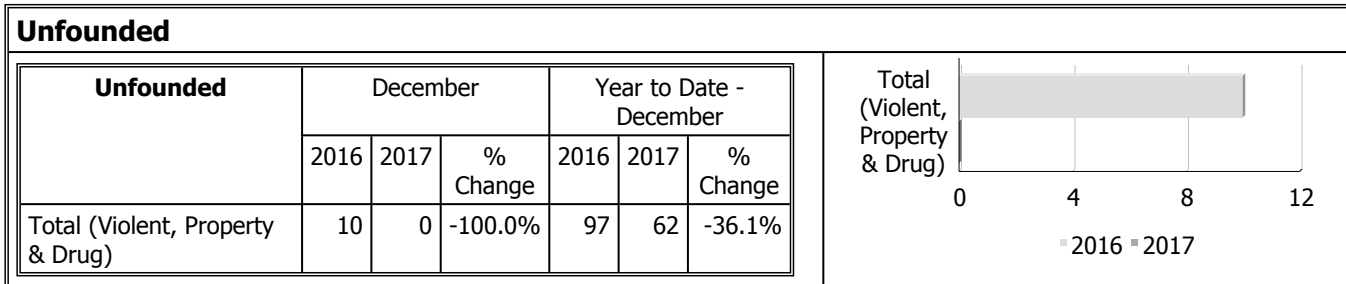 Unfounded
Unfounded December Year to Date -
December
2016 2017 % 2016 2017 %
Change Change
Total (Violent, Property 10 0 -100.0% 97 62 -36.1%
& Drug)
Total
(Violent,
Property
& Drug)
0 4 8 12
2016 2017